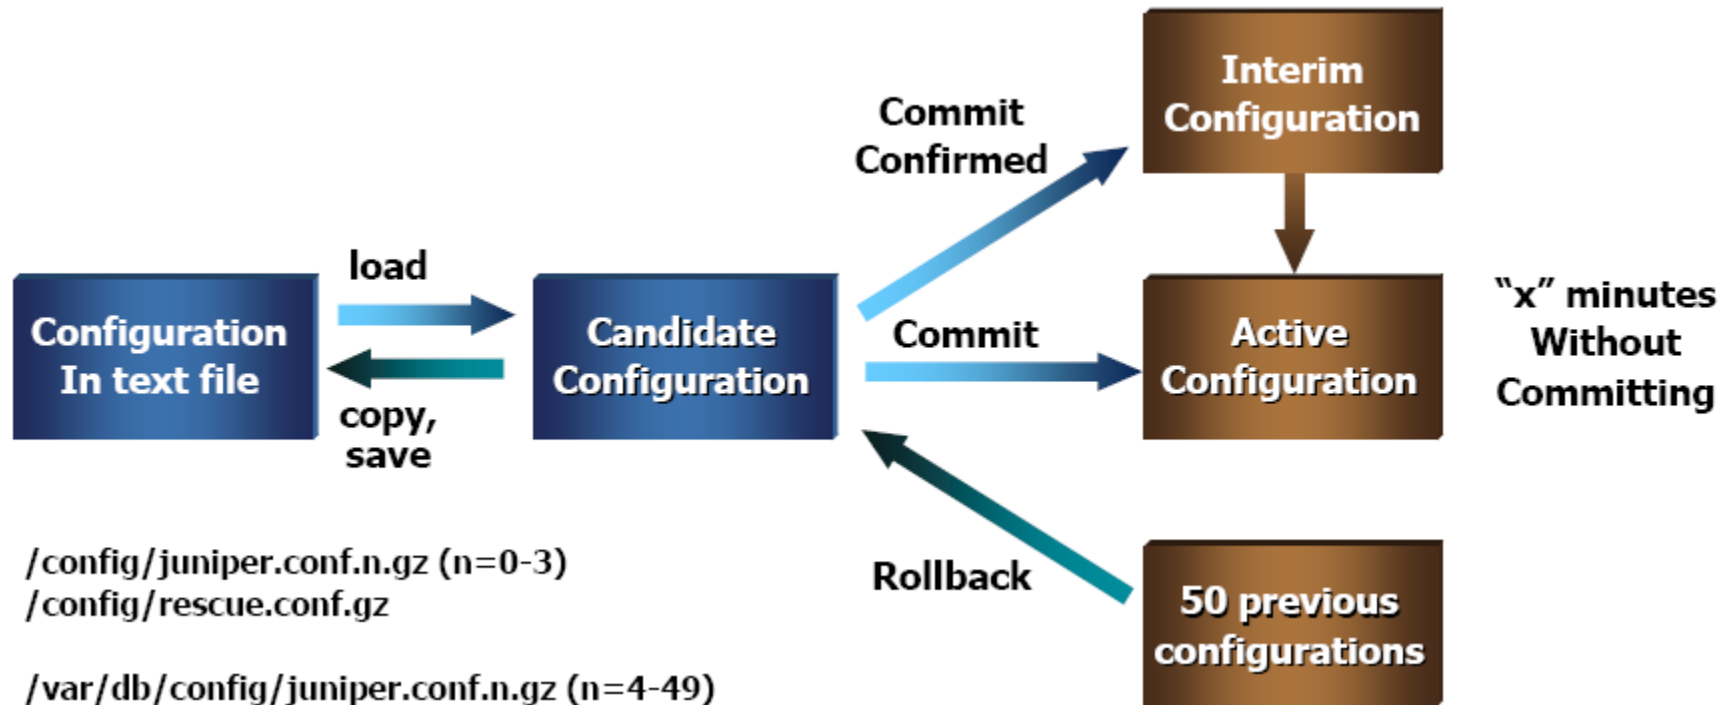 Interim
Configuration
Commit
Confirmed
load
Configuration
In text file
Candidate
Configuration
Commit
Active
Configuration
“x” minutes
Without
Committing
copy,
save
Rollback
50 previous
configurations
/config/juniper.conf.n.gz (n=0-3)
/config/rescue.conf.gz
/var/db/config/juniper.conf.n.gz (n=4-49)